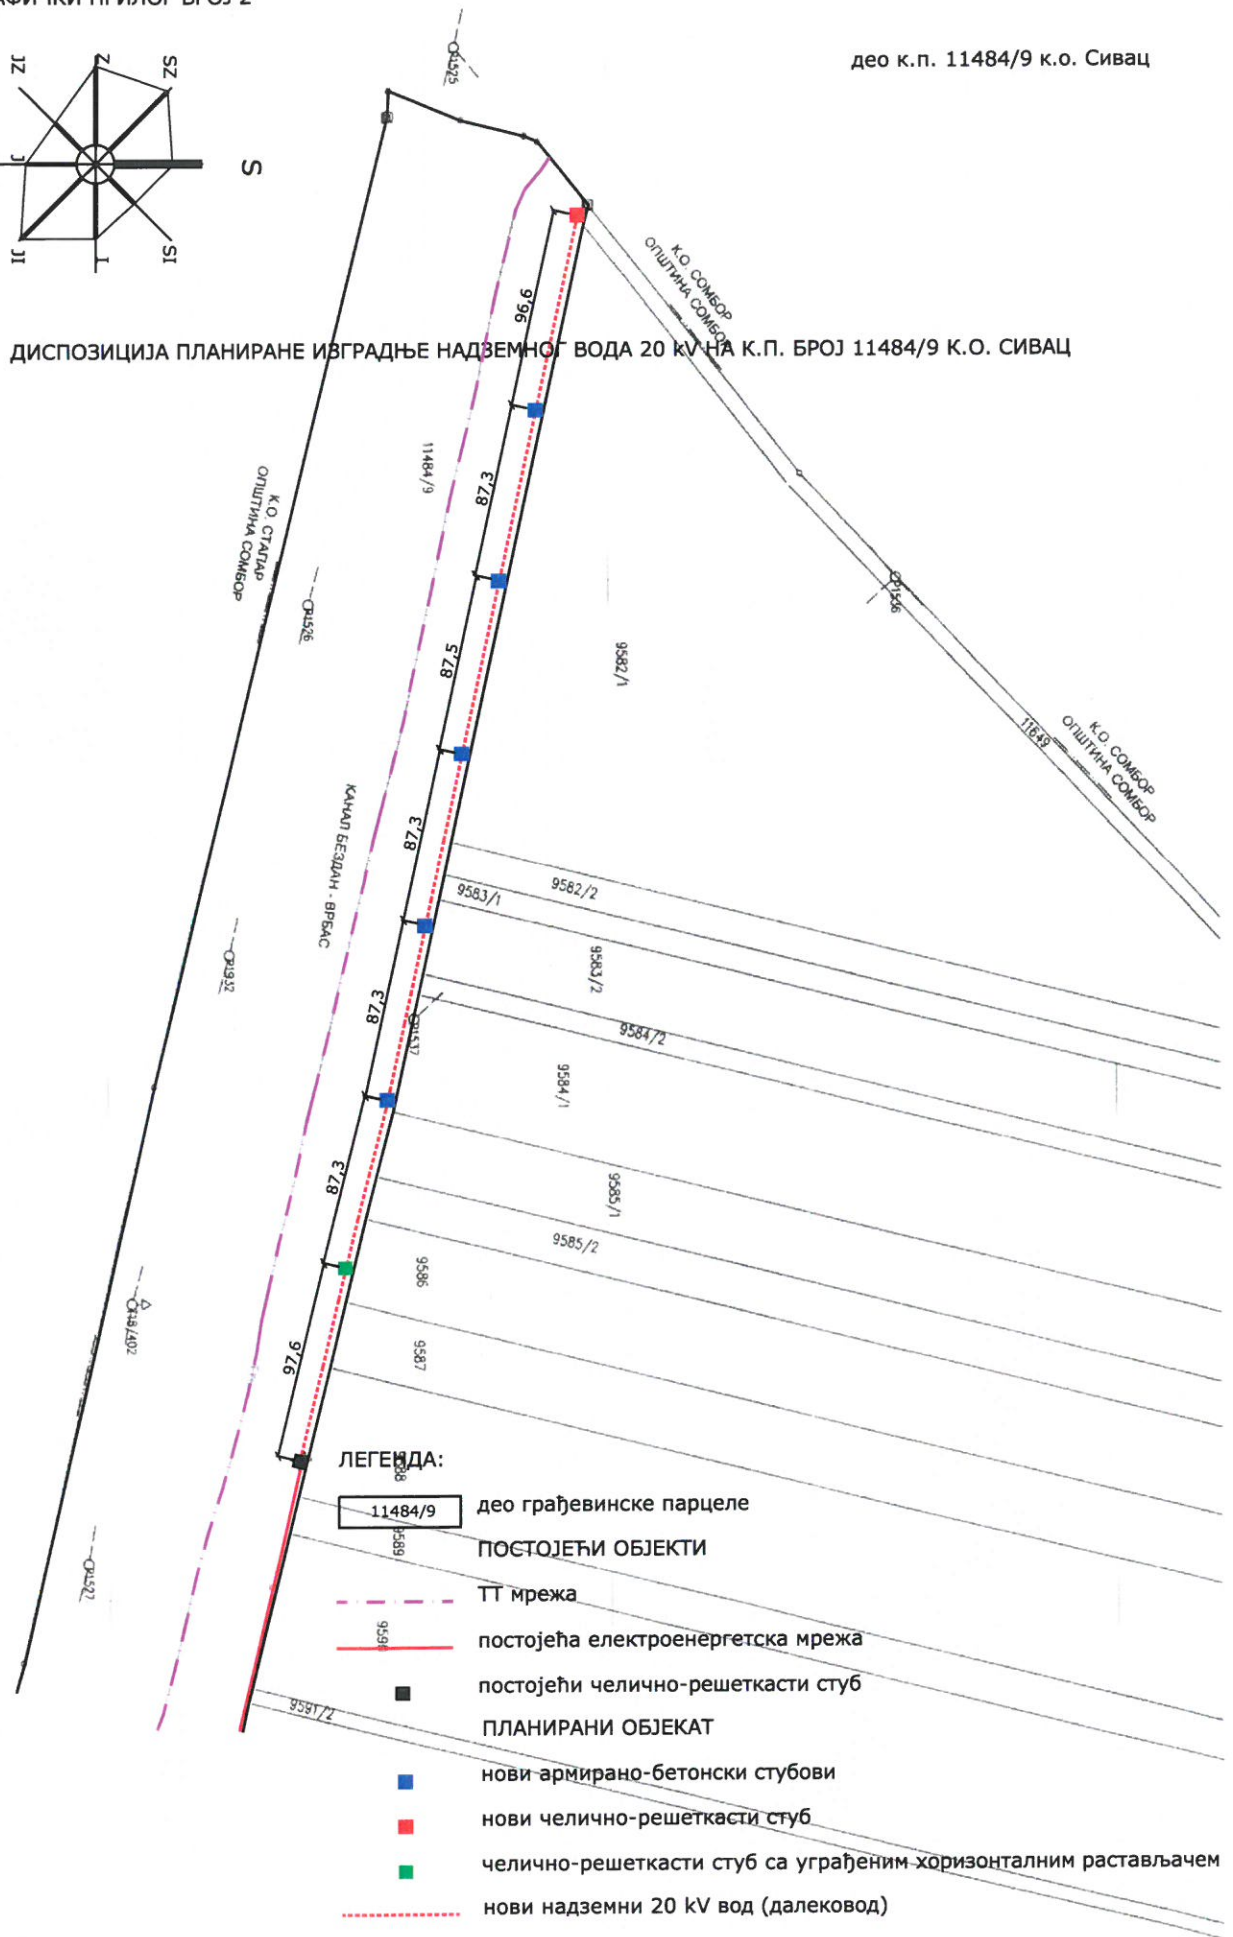 део к.п. 11484/9 к.о. Сивац
JZ
Z
SZ
J
S
JI
I
SI
ДИСПОЗИЦИЈА ПЛАНИРАНЕ ИЗГРАДЊЕ НАДЗЕМНОГ ВОДА 20 kV НА К.П. БРОЈ 11484/9 К.О. СИВАЦ
К.О. СОМБОР
ОПШТИНА СОМБОР
96,6
87,3
87,5
87,3
87,3
87,3
97,6
11484/9
К.О. СТАПАР
ОПШТИНА СОМБОР
9582/1
11649
К.О. СОМБОР
ОПШТИНА СОМБОР
КАНАЛ БЕЗДАН - ВРБАС
9582/2
9583/1
9583/2
9584/2
9584/1
9585/1
9585/2
9586
9587
9589
9591/2
ЛЕГЕНДА:
11484/9 део грађевинске парцеле
ПОСТОЈЕЋИ ОБЈЕКТИ
ТТ мрежа
постојећа електроенергетска мрежа
постојећи челично-решеткасти стуб
ПЛАНИРАНИ ОБЈЕКАТ
нови армирано-бетонски стубови
нови челично-решеткасти стуб
челично-решеткасти стуб са уграђеним хоризонталним растављачем
нови надземни 20 kV вод (далековод)